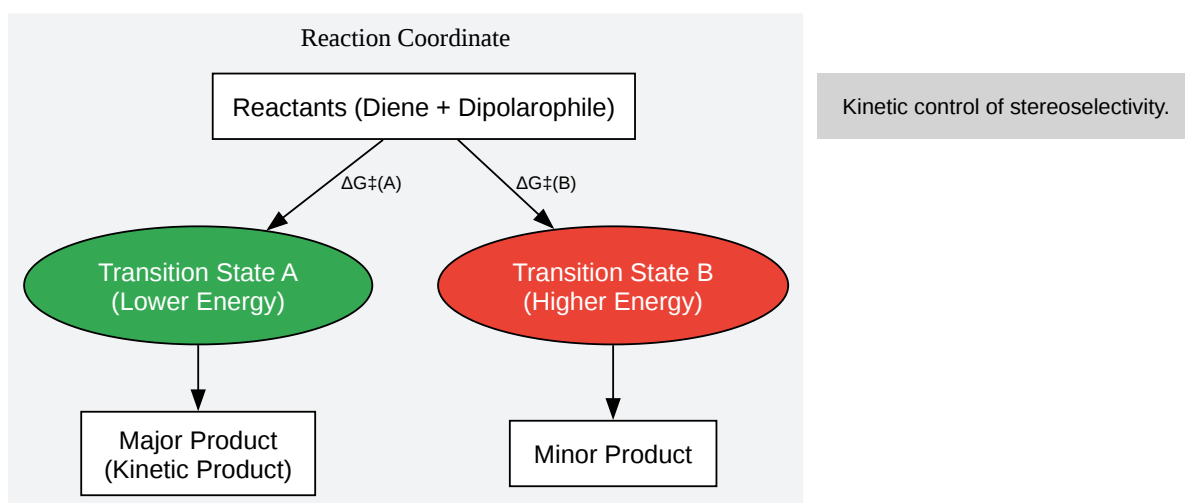 Reaction Coordinate
Reactants (Diene + Dipolarophile)
Kinetic control of stereoselectivity.
ΔG‡(A)
ΔG‡(B)
Transition State A
(Lower Energy)
Transition State B
(Higher Energy)
Major Product
(Kinetic Product)
Minor Product